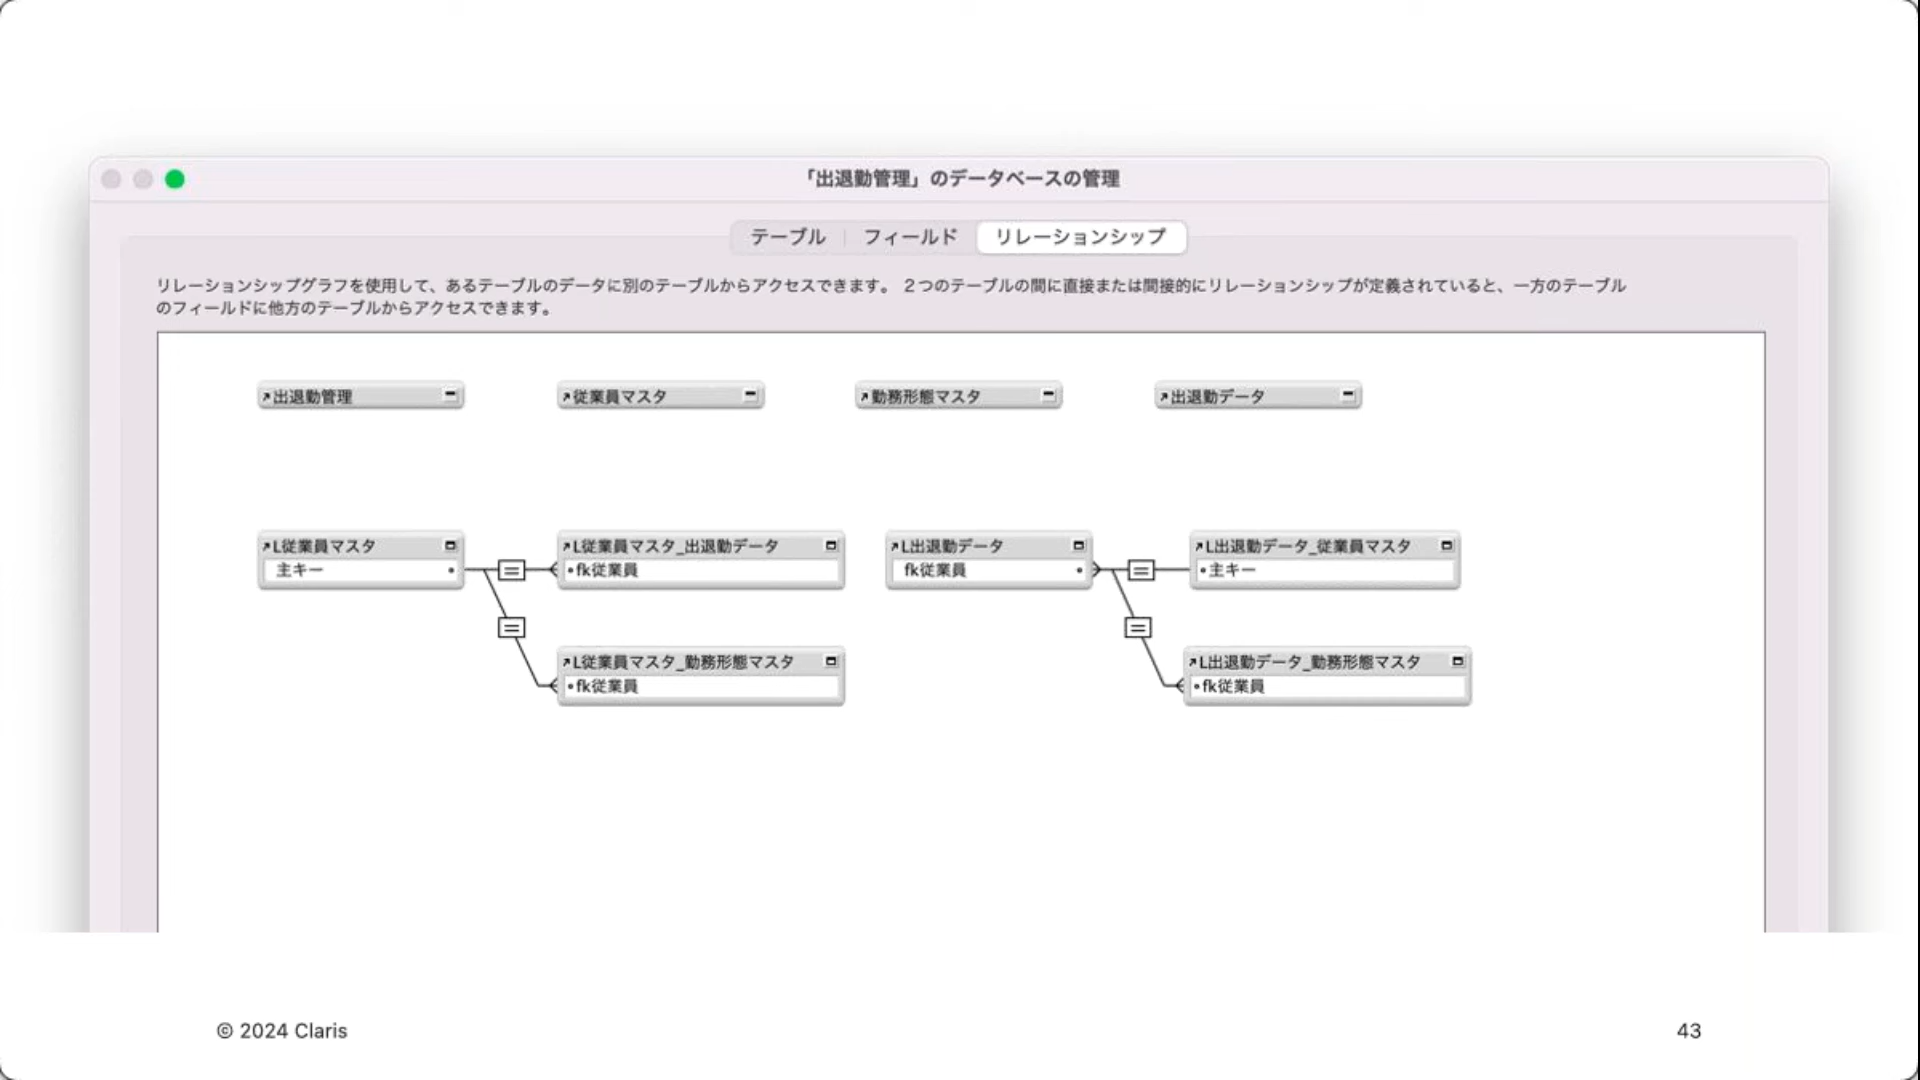 「出退勤管理」のデータベースの管理
テーブル フィールド リレーションシップ
リレーションシップグラフを使用して、あるテーブルのデータに別のテーブルからアクセスできます。 2つのテーブルの間に直接または間接的にリレーションシップが定義されていると、一方のテーブル
のフィールドに他方のテーブルからアクセスできます。
出退勤管理
従業員マスタ
勤務形態マスタ
出退勤データ
L従業員マスタ
主キー
L従業員マスタ_出退勤データ
fk従業員
L従業員マスタ_勤務形態マスタ
fk従業員
L出退勤データ
fk従業員
L出退勤データ_従業員マスタ
主キー
L出退勤データ_勤務形態マスタ
fk従業員
© 2024 Claris
43